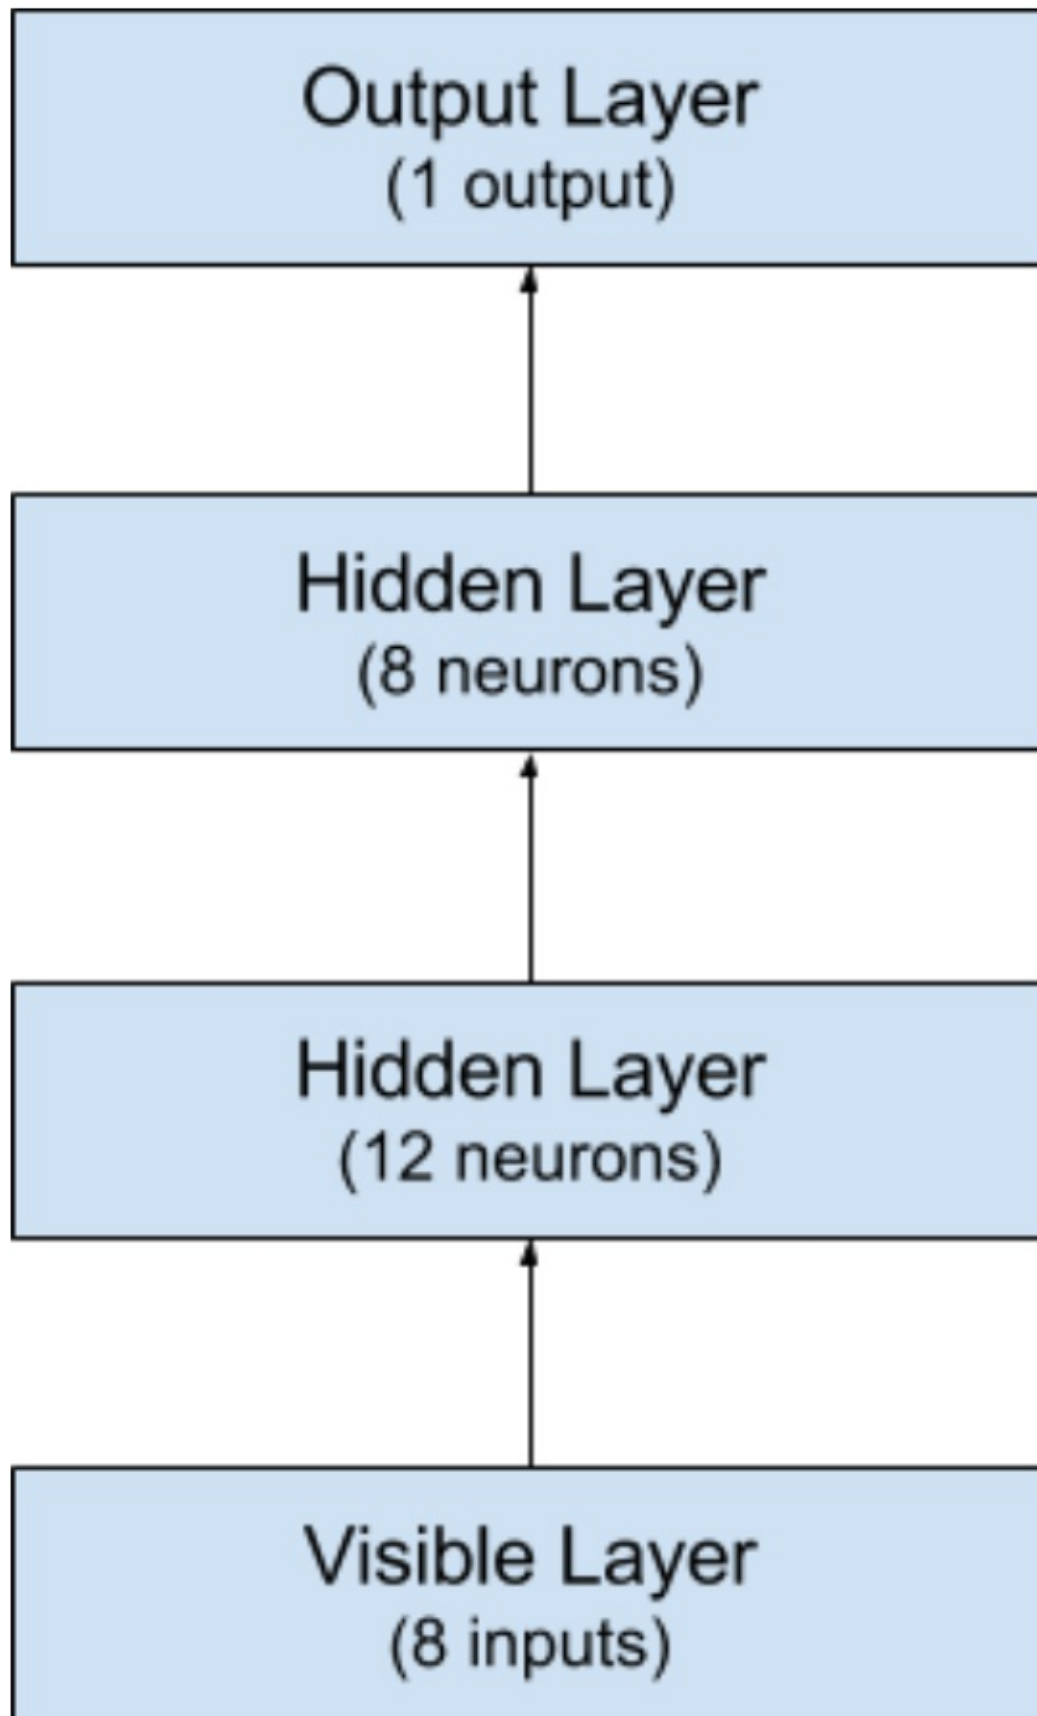 Output Layer
(1 output)
Hidden Layer
(8 neurons)
Hidden Layer
(12 neurons)
Visible Layer
(8 inputs)